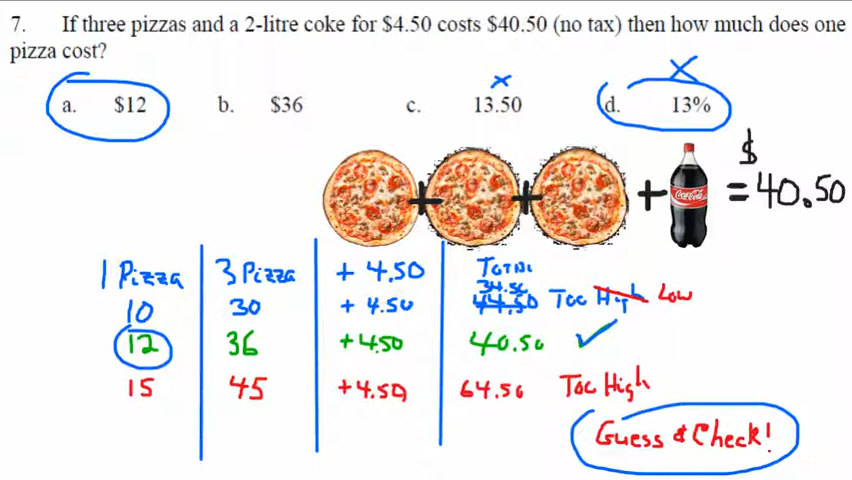 7. If three pizzas and a 2-litre coke for $4.50 costs $40.50 (no tax) then how much does one
pizza cost?
a. $12 b. $36 c. 13.50 d. 13%
x X
+ + + = $40.50
Coca-Cola
1 Pizza 3 Pizza + 4.50 TOTAL
34.50
10 30 + 4.50 44.50 Too High Low
12 36 +4.50 40.50 ✓
15 45 +4.50 64.50 Too High
Guess & Check!